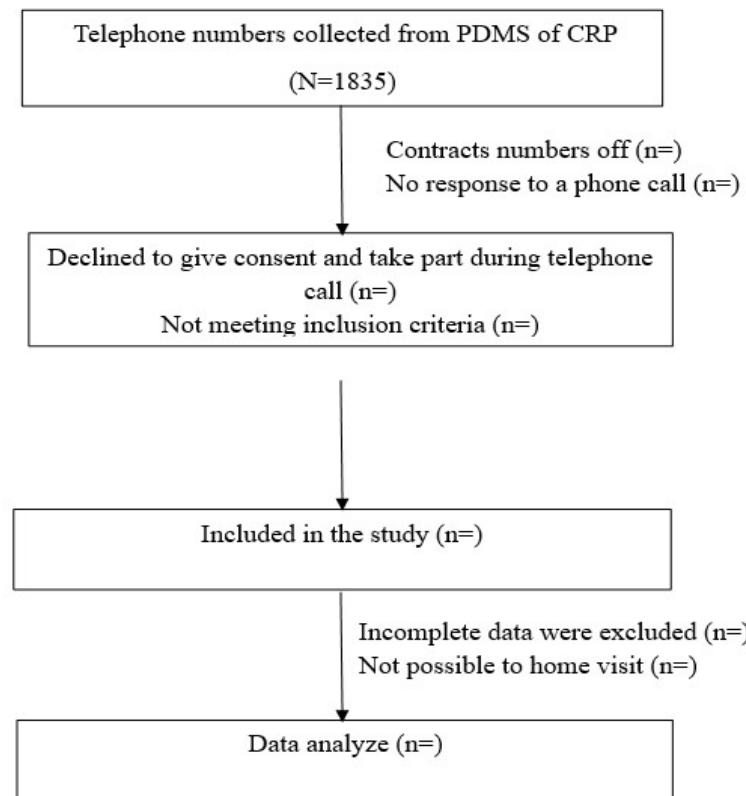 Telephone numbers collected from PDMS of CRP
(N=1835)
Contracts numbers off (n=)
No response to a phone call (n=)
Declined to give consent and take part during telephone
call (n=)
Not meeting inclusion criteria (n=)
Included in the study (n=)
Incomplete data were excluded (n=)
Not possible to home visit (n=)
Data analyze (n=)